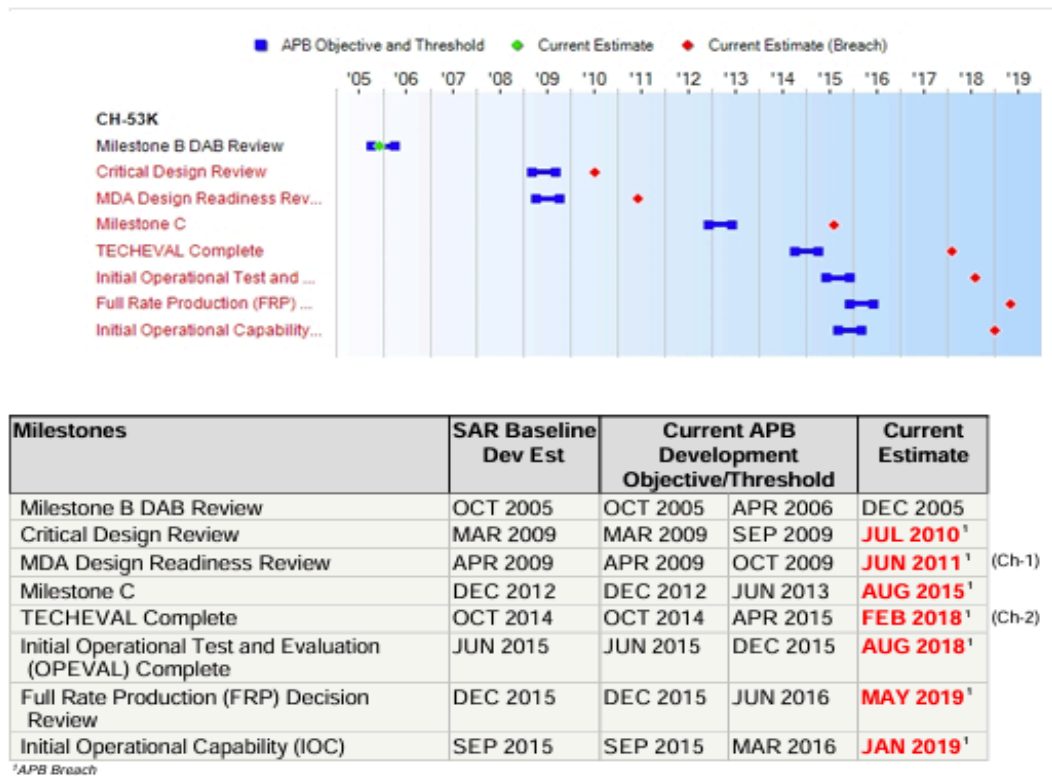 APB Objective and Threshold Current Estimate Current Estimate (Breach)
'05 '06 '07 '08 '09 '10 '11 '12 '13 '14 '15 '16 '17 '18 '19
CH-53K
Milestone B DAB Review
Critical Design Review
MDA Design Readiness Rev...
Milestone C
TECHEVAL Complete
Initial Operational Test and ...
Full Rate Production (FRP) ...
Initial Operational Capability...
Milestones SAR Baseline Dev Est Current APB Development Objective/Threshold Current Estimate
Milestone B DAB Review OCT 2005 OCT 2005 APR 2006 DEC 2005
Critical Design Review MAR 2009 MAR 2009 SEP 2009 JUL 2010¹
MDA Design Readiness Review APR 2009 APR 2009 OCT 2009 JUN 2011¹ (Ch-1)
Milestone C DEC 2012 DEC 2012 JUN 2013 AUG 2015¹
TECHEVAL Complete OCT 2014 OCT 2014 APR 2015 FEB 2018¹ (Ch-2)
Initial Operational Test and Evaluation JUN 2015 JUN 2015 DEC 2015 AUG 2018¹
(OPEVAL) Complete
Full Rate Production (FRP) Decision DEC 2015 DEC 2015 JUN 2016 MAY 2019¹
Review
Initial Operational Capability (IOC) SEP 2015 SEP 2015 MAR 2016 JAN 2019¹
¹APB Breach